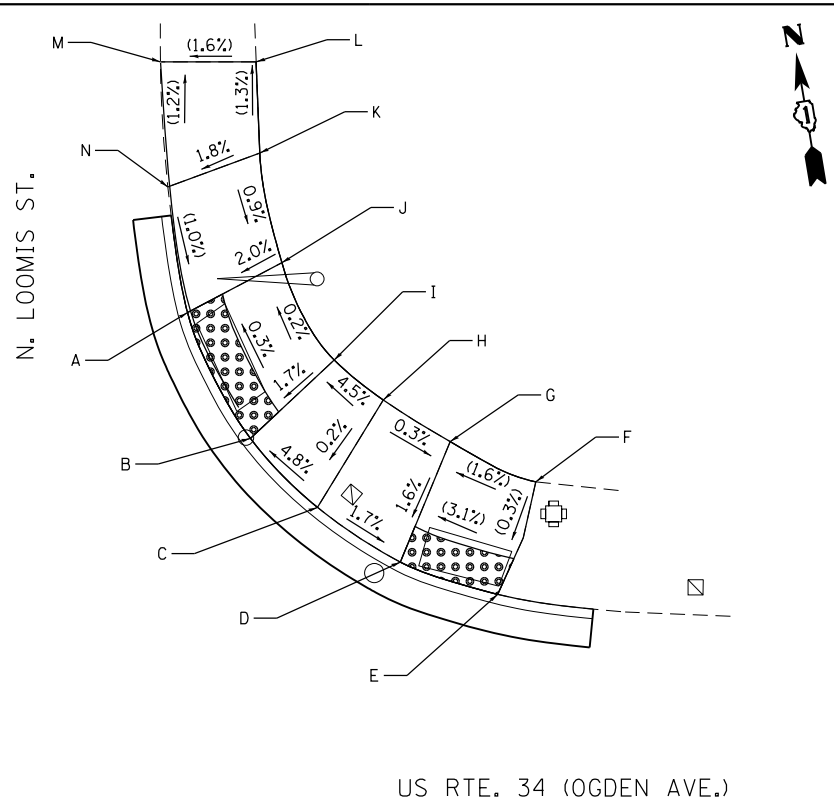 M
(1.6%)
L
N
(1.2%)
(1.3%)
K
N
1.8%
0.9%
J
(1.0%)
2.0%
N. LOOMIS ST.
I
A
0.3%
0.2%
H
1.7%
4.5%
G
B
4.8%
0.2%
0.3%
F
(1.6%)
1.6%
(3.1%)
(0.3%)
C
1.7%
D
E
US RTE. 34 (OGDEN AVE.)